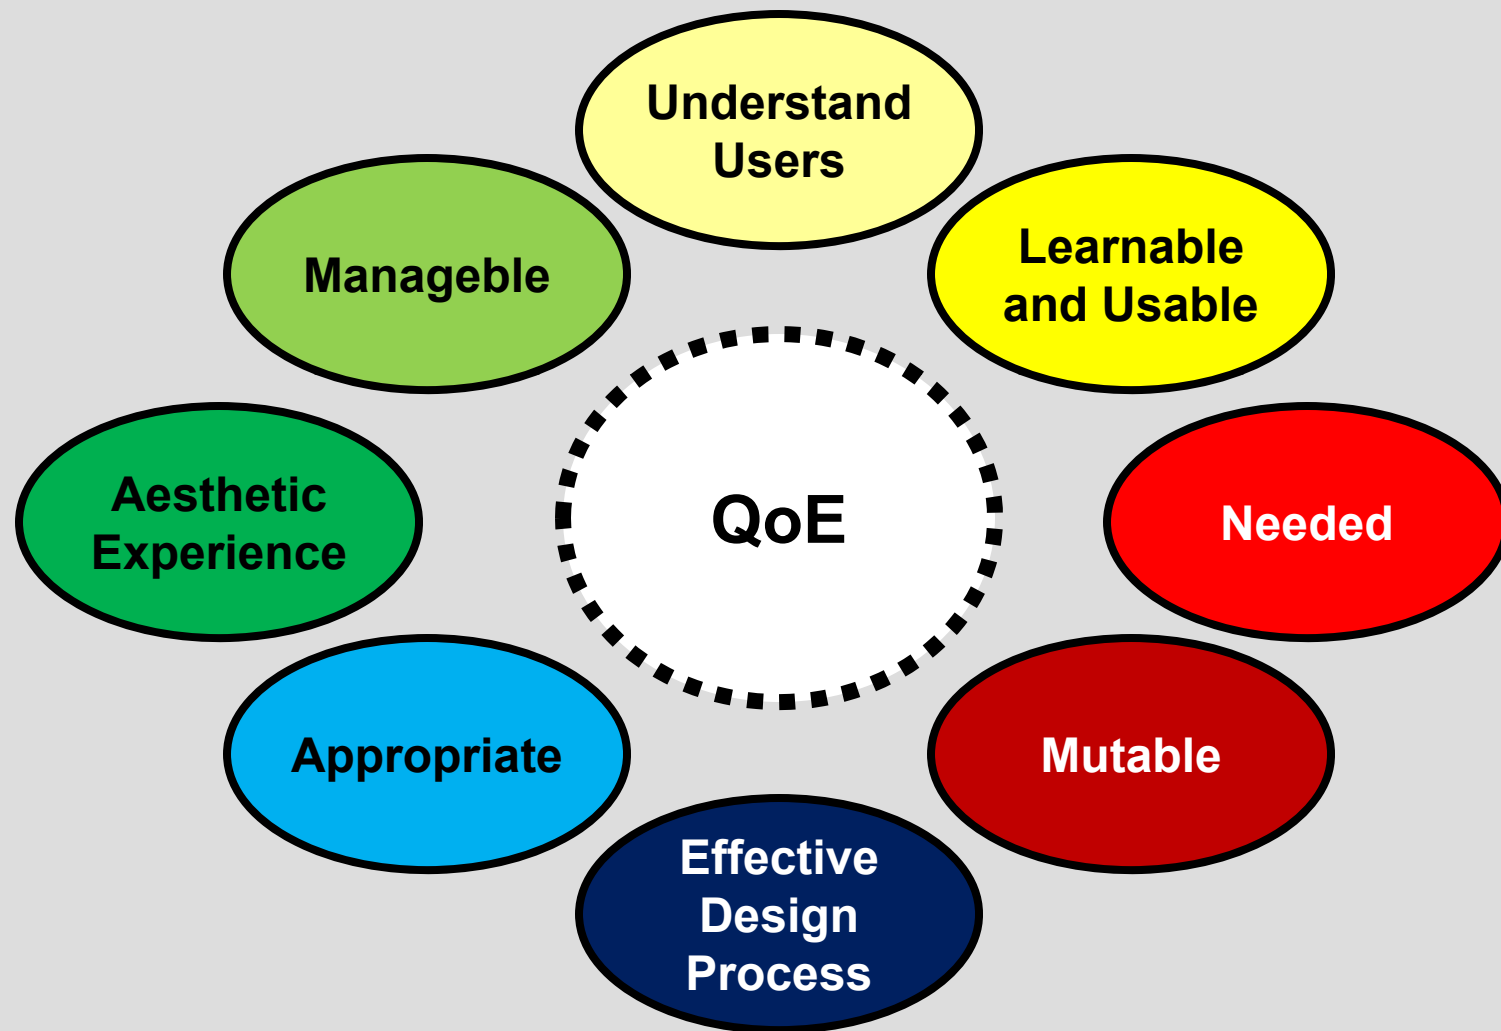 Understand
Users
Learnable
and Usable
Manageble
Aesthetic
Experience
QoE
Needed
Appropriate
Mutable
Effective
Design
Process